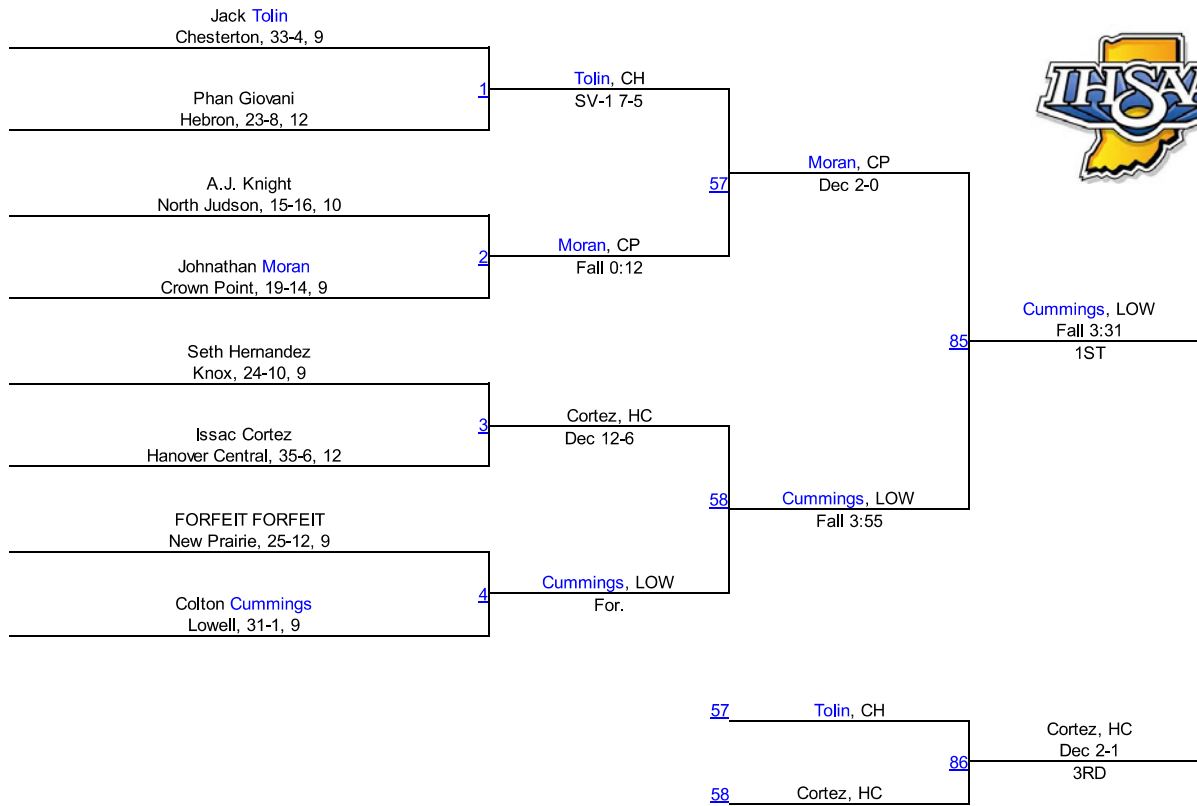 Jack Tolin
Chesterton, 33-4, 9
1
Phan Giovani
Hebron, 23-8, 12
Tolin, CH
SV-1 7-5
A.J. Knight
North Judson, 15-16, 10
2
Johnathan Moran
Crown Point, 19-14, 9
Moran, CP
Fall 0:12
57
Moran, CP
Dec 2-0
Seth Hernandez
Knox, 24-10, 9
3
Issac Cortez
Hanover Central, 35-6, 12
Cortez, HC
Dec 12-6
FORFEIT FORFEIT
New Prairie, 25-12, 9
4
Colton Cummings
Lowell, 31-1, 9
Cummings, LOW
For.
58
Cummings, LOW
Fall 3:55
85
Cummings, LOW
Fall 3:31
1ST
57
Tolin, CH
58
Cortez, HC
86
Cortez, HC
Dec 2-1
3RD
IHSAA